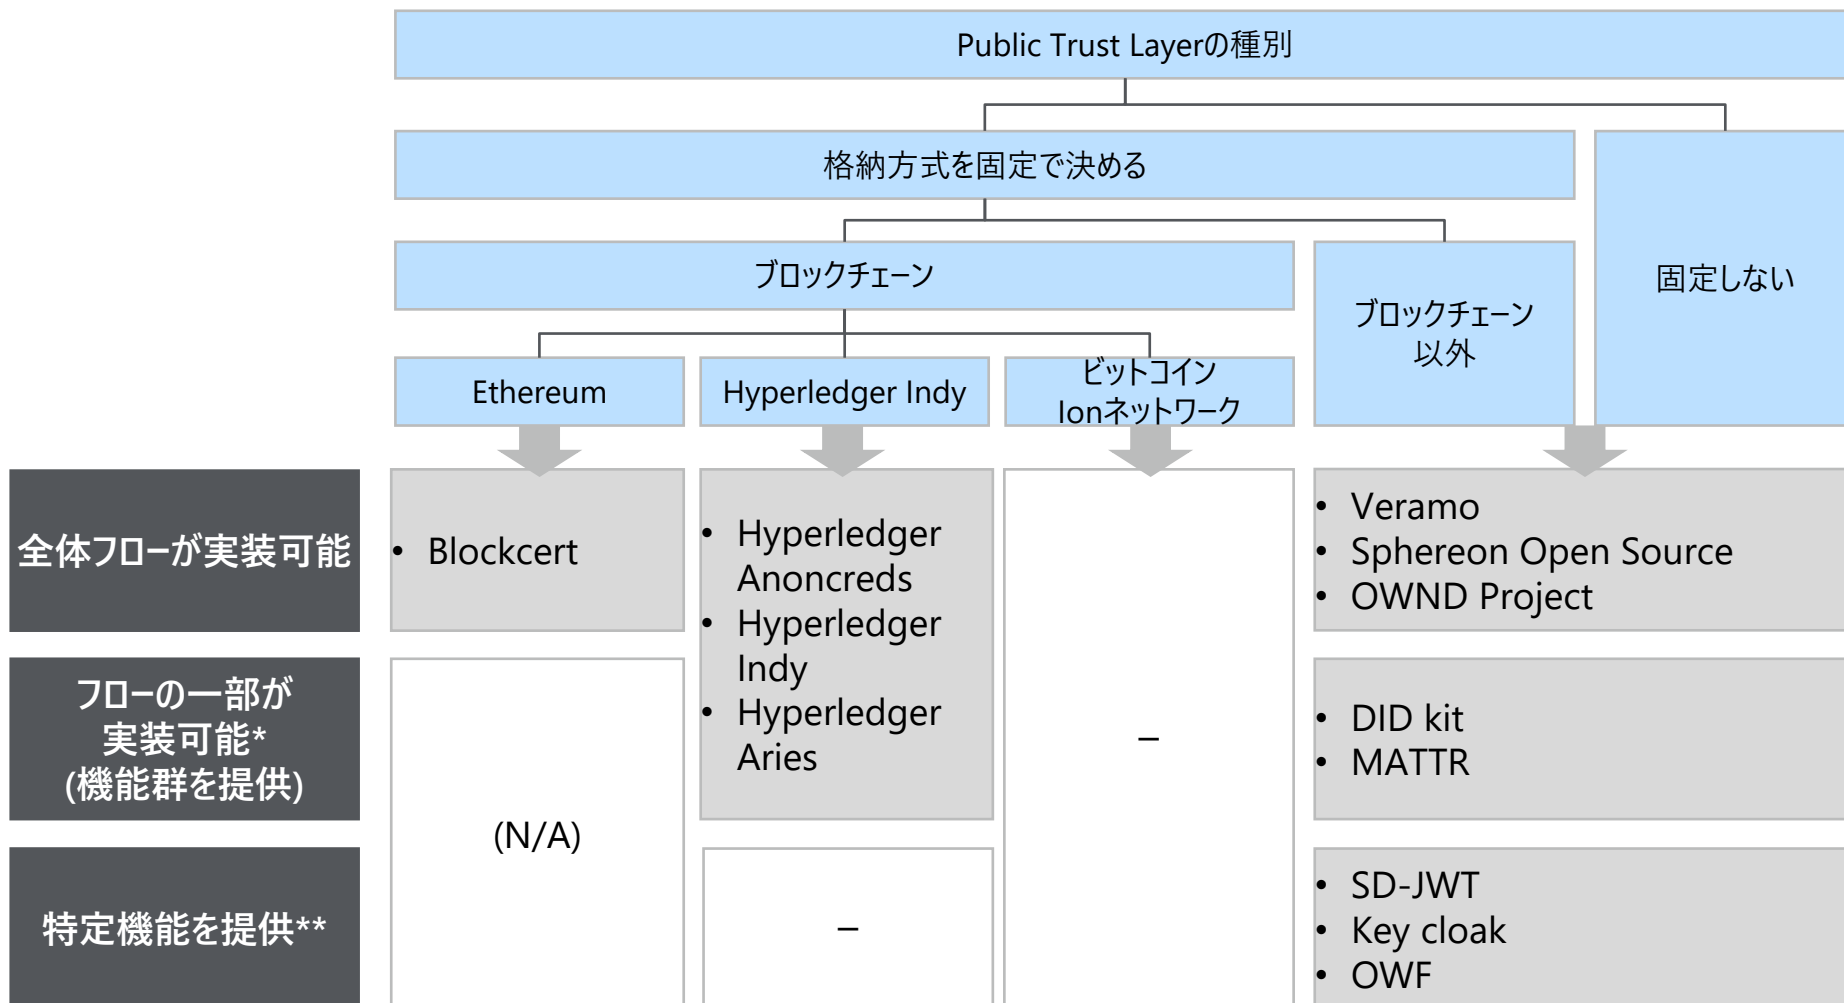 Public Trust Layerの種別
格納方式を固定で決める
固定しない
ブロックチェーン
ブロックチェーン
以外
Ethereum
Hyperledger Indy
ビットコイン
Ionネットワーク
全体フローが実装可能
• Blockcert
• Hyperledger
Anoncreds
• Hyperledger
Indy
• Hyperledger
Aries
–
• Veramo
• Sphereon Open Source
• OWND Project
フローの一部が
実装可能*
(機能群を提供)
(N/A)
• DID kit
• MATTR
特定機能を提供**
–
• SD-JWT
• Key cloak
• OWF